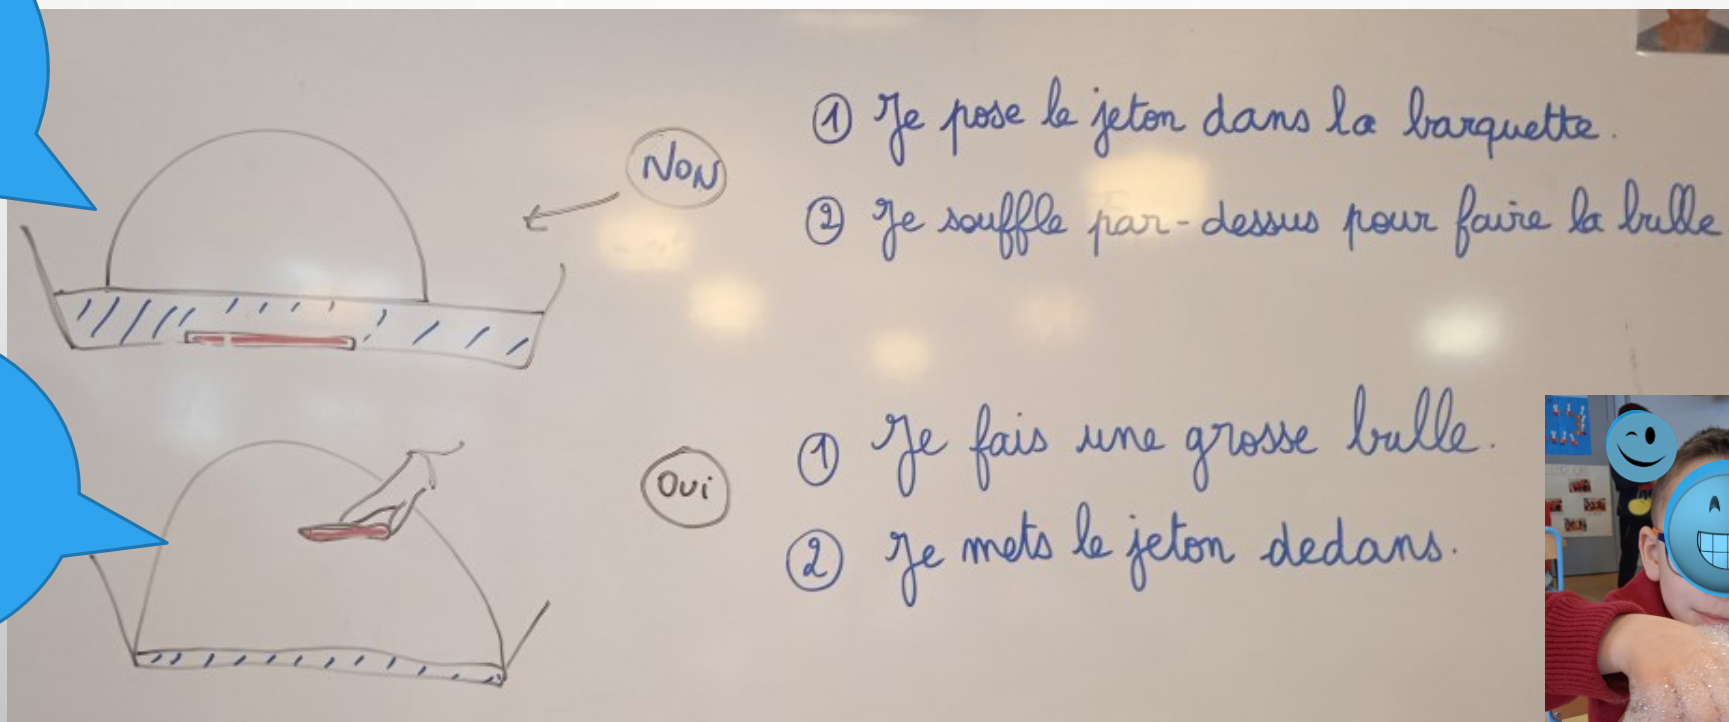 NON
① Je pose le jeton dans la barquette.
② Je souffle par-dessus pour faire la bulle
OUi
① Je fais une grosse bulle.
② Je mets le jeton dedans.